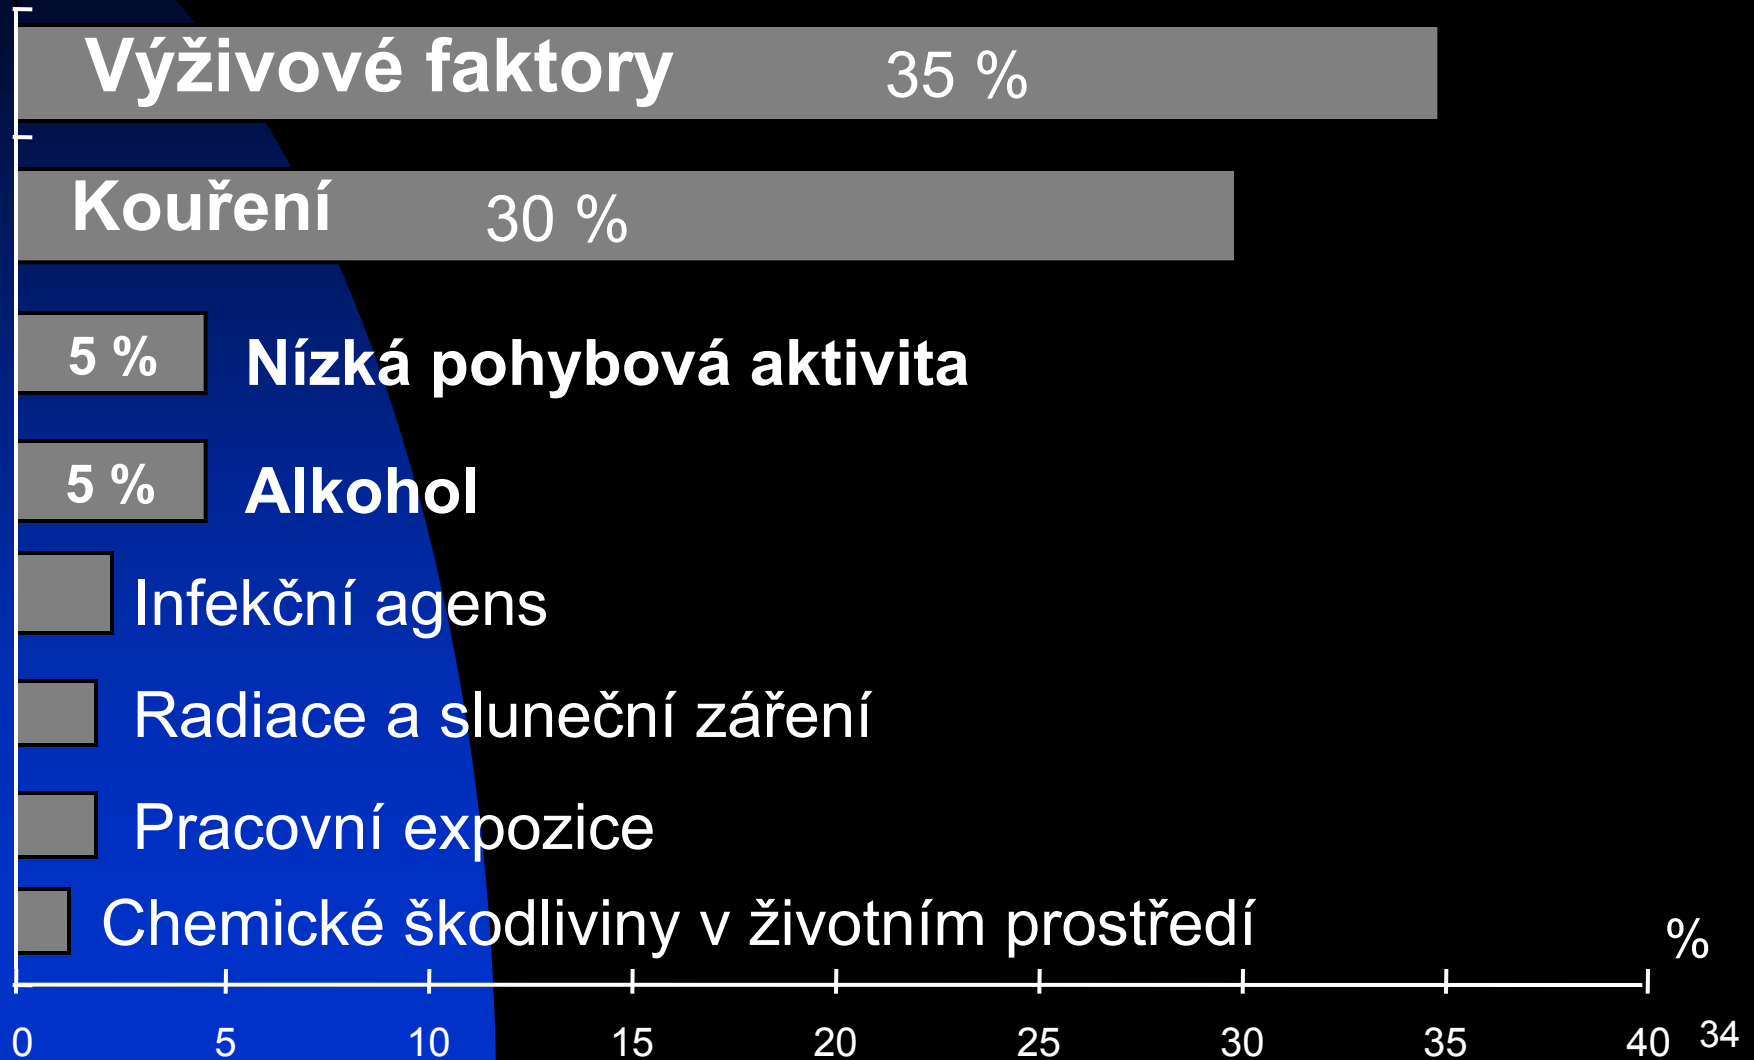 Výživové faktory 35 %
Kouření 30 %
5 % Nízká pohybová aktivita
5 % Alkohol
Infekční agens
Radiace a sluneční záření
Pracovní expozice
Chemické škodliviny v životním prostředí %
0 5 10 15 20 25 30 35 40 34